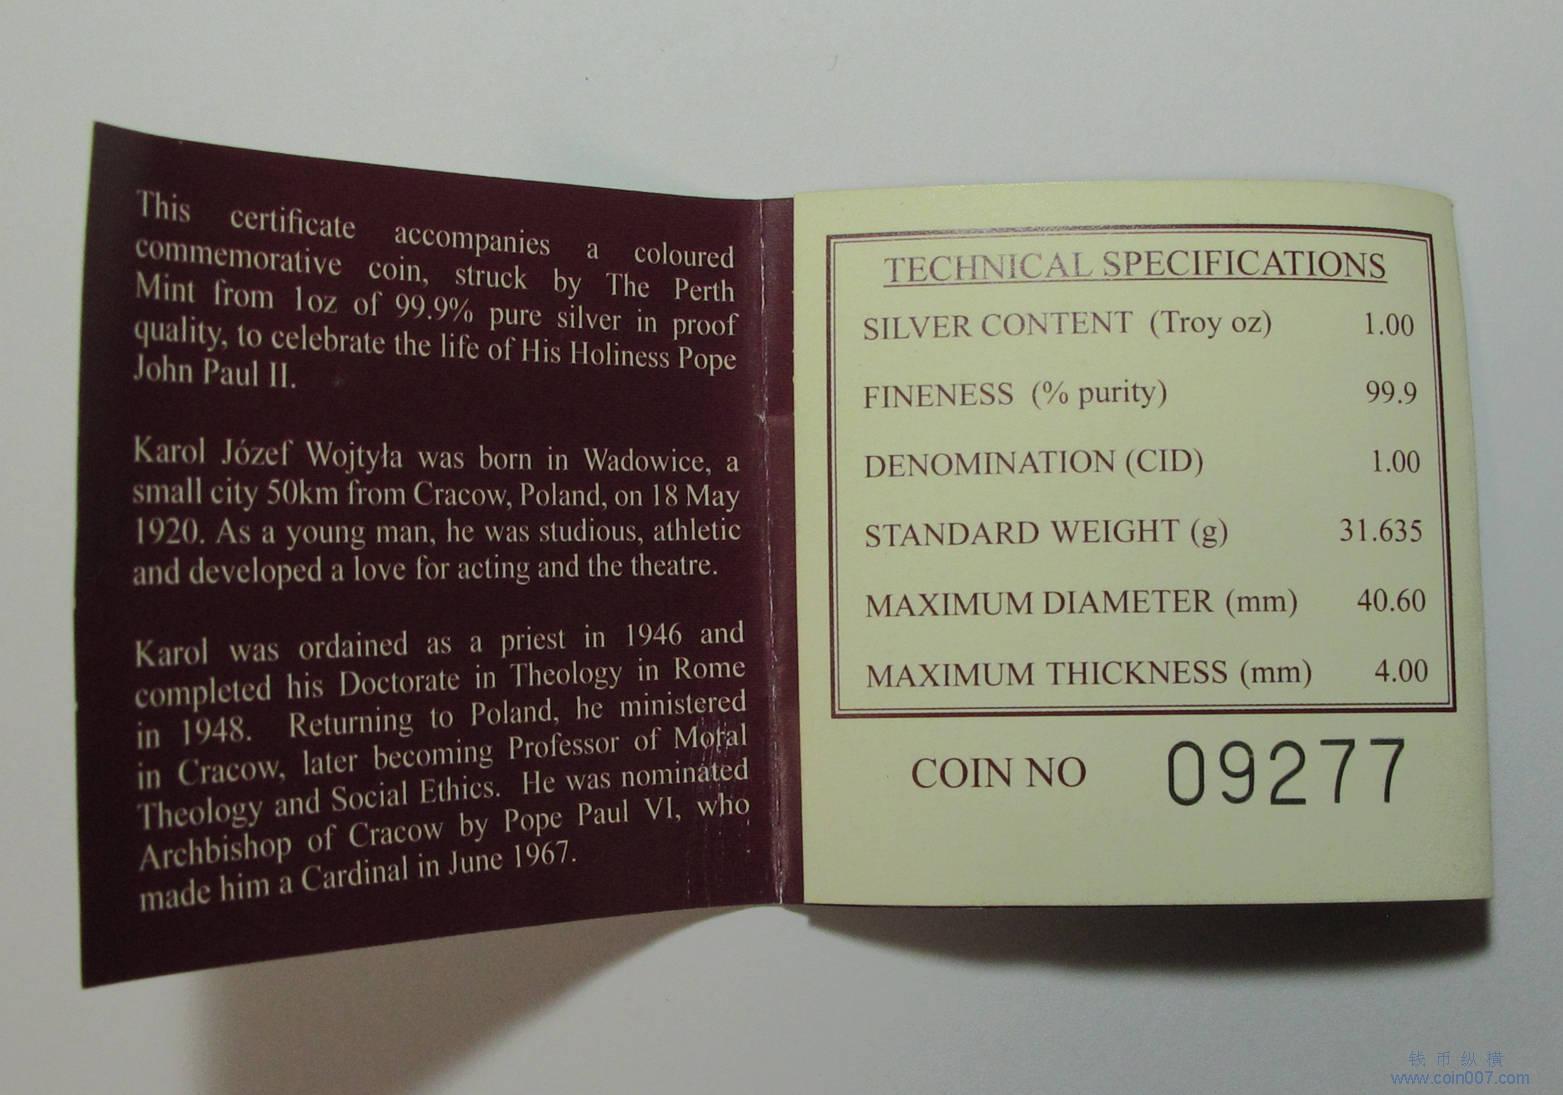 This certificate accompanies a coloured
commemorative coin, struck by The Perth
Mint from 1oz of 99.9% pure silver in proof
quality, to celebrate the life of His Holiness Pope
John Paul II.
Karol Józef Wojtyła was born in Wadowice, a
small city 50km from Cracow, Poland, on 18 May
1920. As a young man, he was studious, athletic
and developed a love for acting and the theatre.
Karol was ordained as a priest in 1946 and
completed his Doctorate in Theology in Rome
in 1948. Returning to Poland, he ministered
in Cracow, later becoming Professor of Moral
Theology and Social Ethics. He was nominated
Archbishop of Cracow by Pope Paul VI, who
made him a Cardinal in June 1967.
TECHNICAL SPECIFICATIONS
SILVER CONTENT (Troy oz) 1.00
FINENESS (% purity) 99.9
DENOMINATION (CID) 1.00
STANDARD WEIGHT (g) 31.635
MAXIMUM DIAMETER (mm) 40.60
MAXIMUM THICKNESS (mm) 4.00
COIN NO 09277
钱币纵横
www.coin007.com